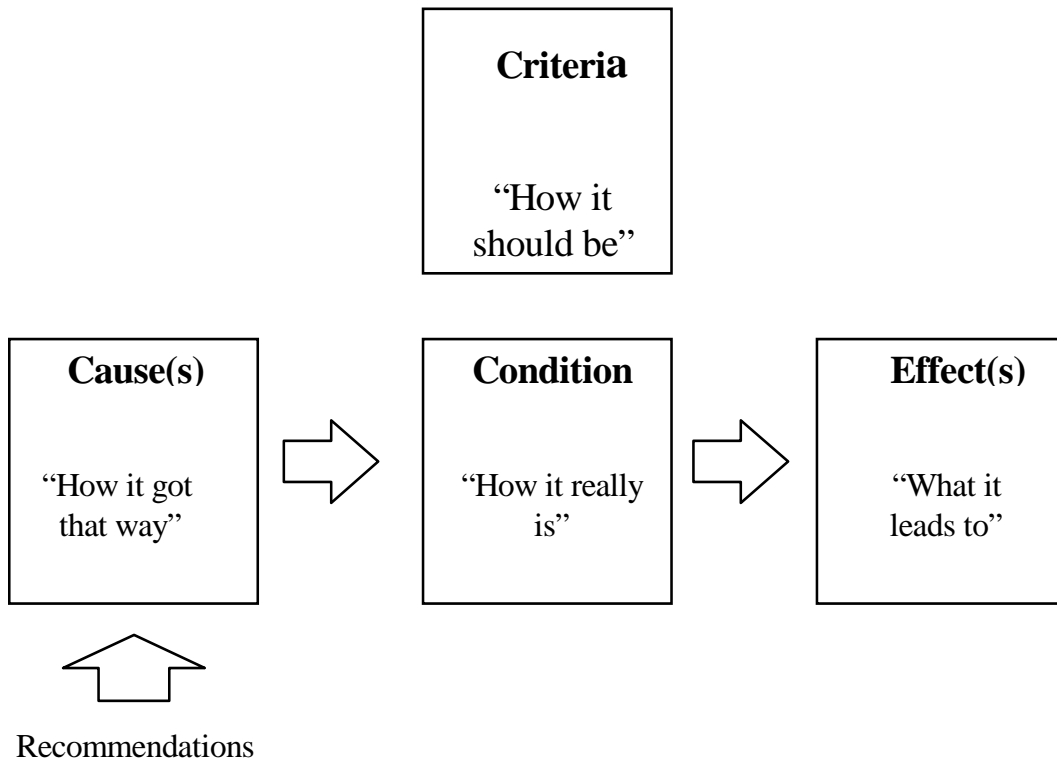 Criteria
“How it
should be”
Cause(s)
“How it got
that way”
Condition
“How it really
is”
Effect(s)
“What it
leads to”
Recommendations